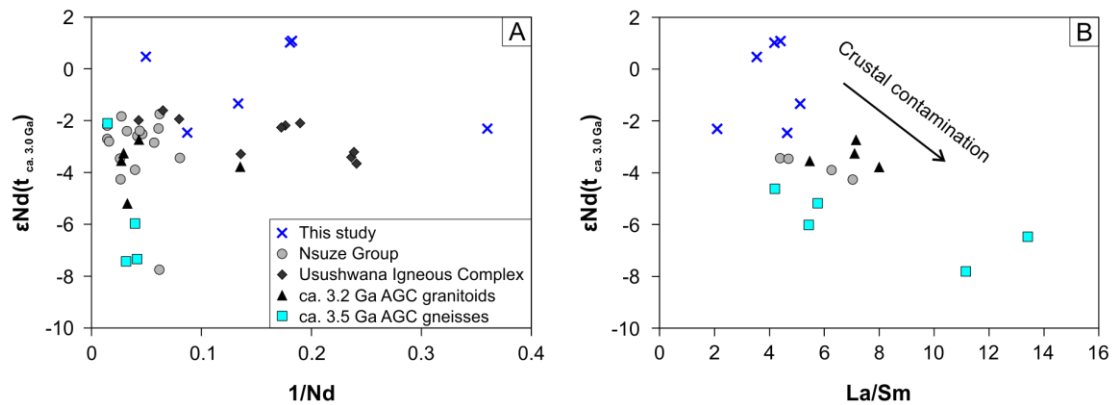 A
2
0
-2
-4
-6
-8
-10
εNd(t ca. 3.0 Ga)
0
0.1
0.2
0.3
0.4
1/Nd
This study
Nsuze Group
Usushwana Igneous Complex
ca. 3.2 Ga AGC granitoids
ca. 3.5 Ga AGC gneisses
B
2
0
-2
-4
-6
-8
-10
εNd(t ca. 3.0 Ga)
Crustal contamination
0
2
4
6
8
10
12
14
16
La/Sm